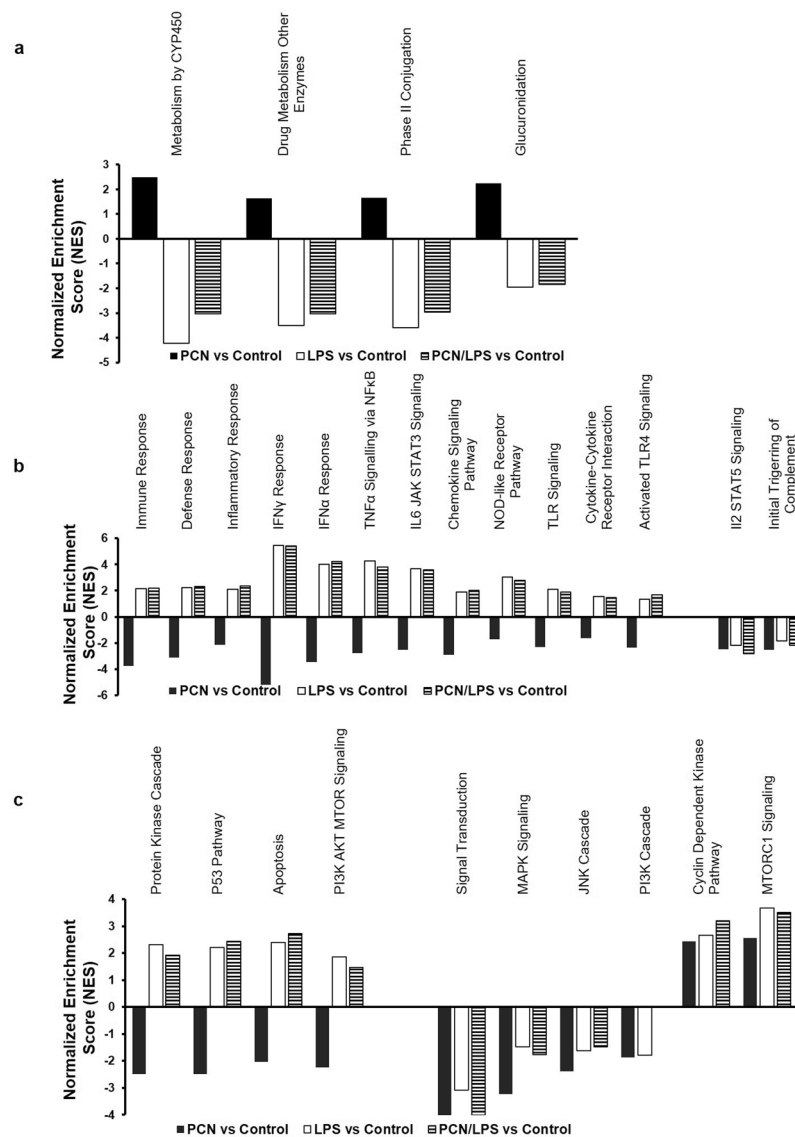 a
Metabolism by CYP450
Drug Metabolism Other
Enzymes
Phase II Conjugation
Glucuronidation
Normalized Enrichment
Score (NES)
3
2
1
0
-1
-2
-3
-4
-5
PCN vs Control
LPS vs Control
PCN/LPS vs Control
b
Immune Response
Defense Response
Inflammatory Response
IFNγ Response
IFNα Response
TNFα Signalling via NFκB
IL6 JAK STAT3 Signaling
Chemokine Signaling
Pathway
NOD-like Receptor
Pathway
TLR Signaling
Cytokine-Cytokine
Receptor Interaction
Activated TLR4 Signaling
Il2 STAT5 Signaling
Initial Trigerring of
Complement
Normalized Enrichment
Score (NES)
6
4
2
0
-2
-4
-6
PCN vs Control
LPS vs Control
PCN/LPS vs Control
c
Protein Kinase Cascade
P53 Pathway
Apoptosis
PI3K AKT MTOR Signaling
Signal Transduction
MAPK Signaling
JNK Cascade
PI3K Cascade
Cyclin Dependent Kinase
Pathway
MTORC1 Signaling
Normalized Enrichment
Score (NES)
4
3
2
1
0
-1
-2
-3
-4
PCN vs Control
LPS vs Control
PCN/LPS vs Control